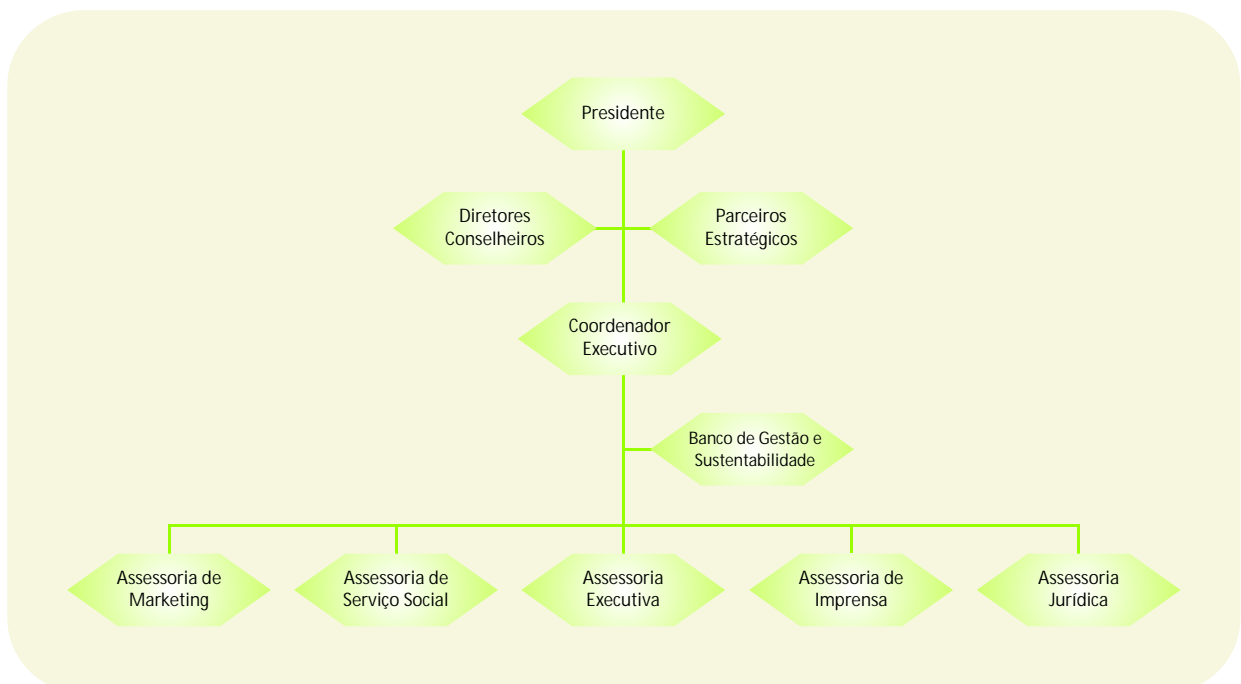 Presidente
Diretores
Conselheiros
Parceiros
Estratégicos
Coordenador
Executivo
Banco de Gestão e
Sustentabilidade
Assessoria de
Marketing
Assessoria de
Serviço Social
Assessoria
Executiva
Assessoria de
Imprensa
Assessoria
Jurídica